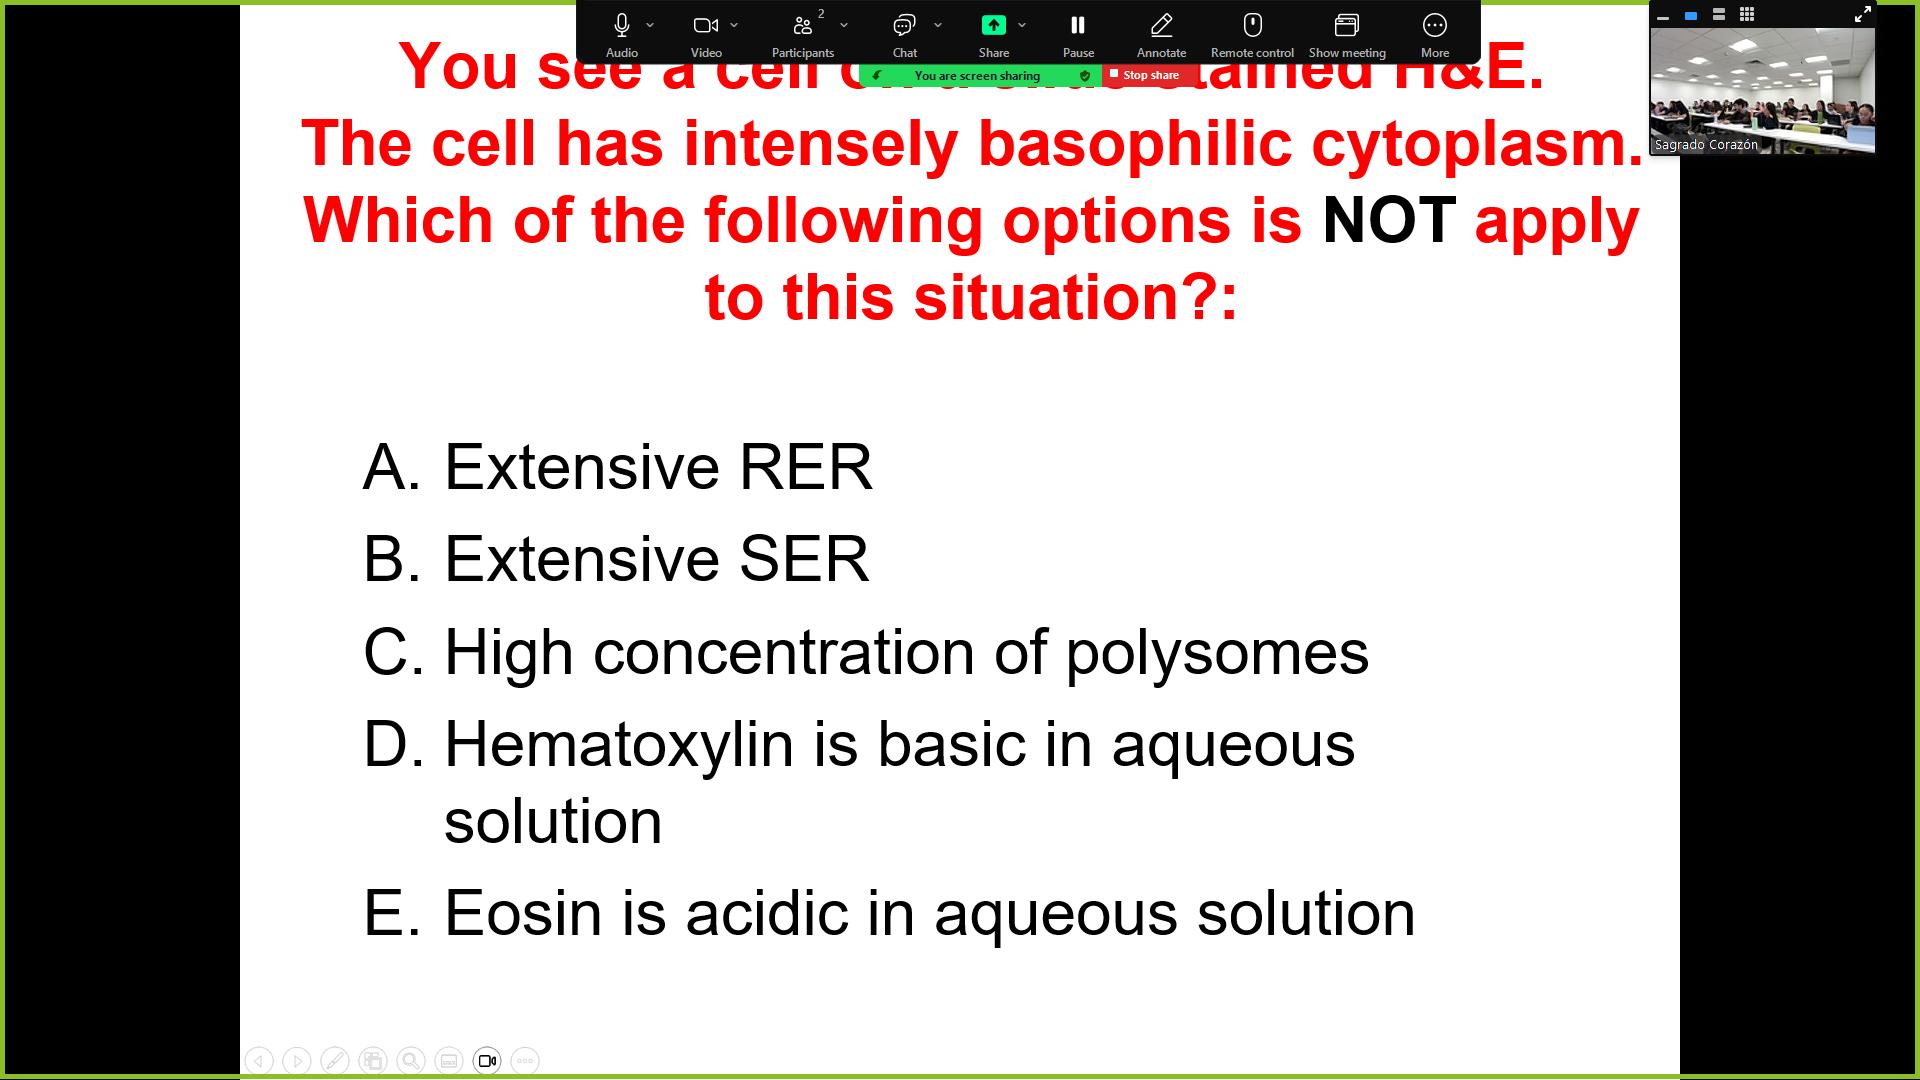 2
Audio
Video
Participants
Chat
Share
Pause
Annotate
Remote control
Show meeting
More
You are screen sharing
Stop share
Sagrado Corazón
You see a cell H&E.
The cell has intensely basophilic cytoplasm.
Which of the following options is NOT apply
to this situation?:
A. Extensive RER
B. Extensive SER
C. High concentration of polysomes
D. Hematoxylin is basic in aqueous
solution
E. Eosin is acidic in aqueous solution